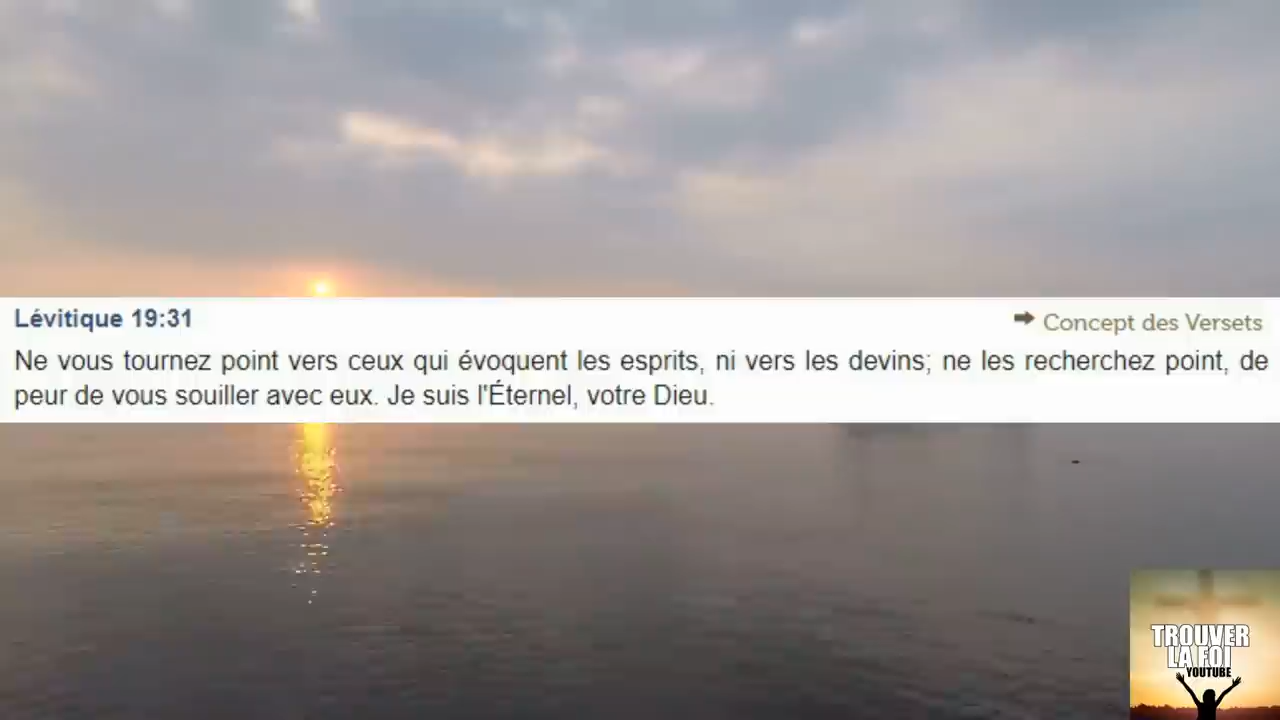 Lévitique 19:31
➡ Concept des Versets
Ne vous tournez point vers ceux qui évoquent les esprits, ni vers les devins; ne les recherchez point, de
peur de vous souiller avec eux. Je suis l'Éternel, votre Dieu.
TROUVER
LA FOI
YOUTUBE